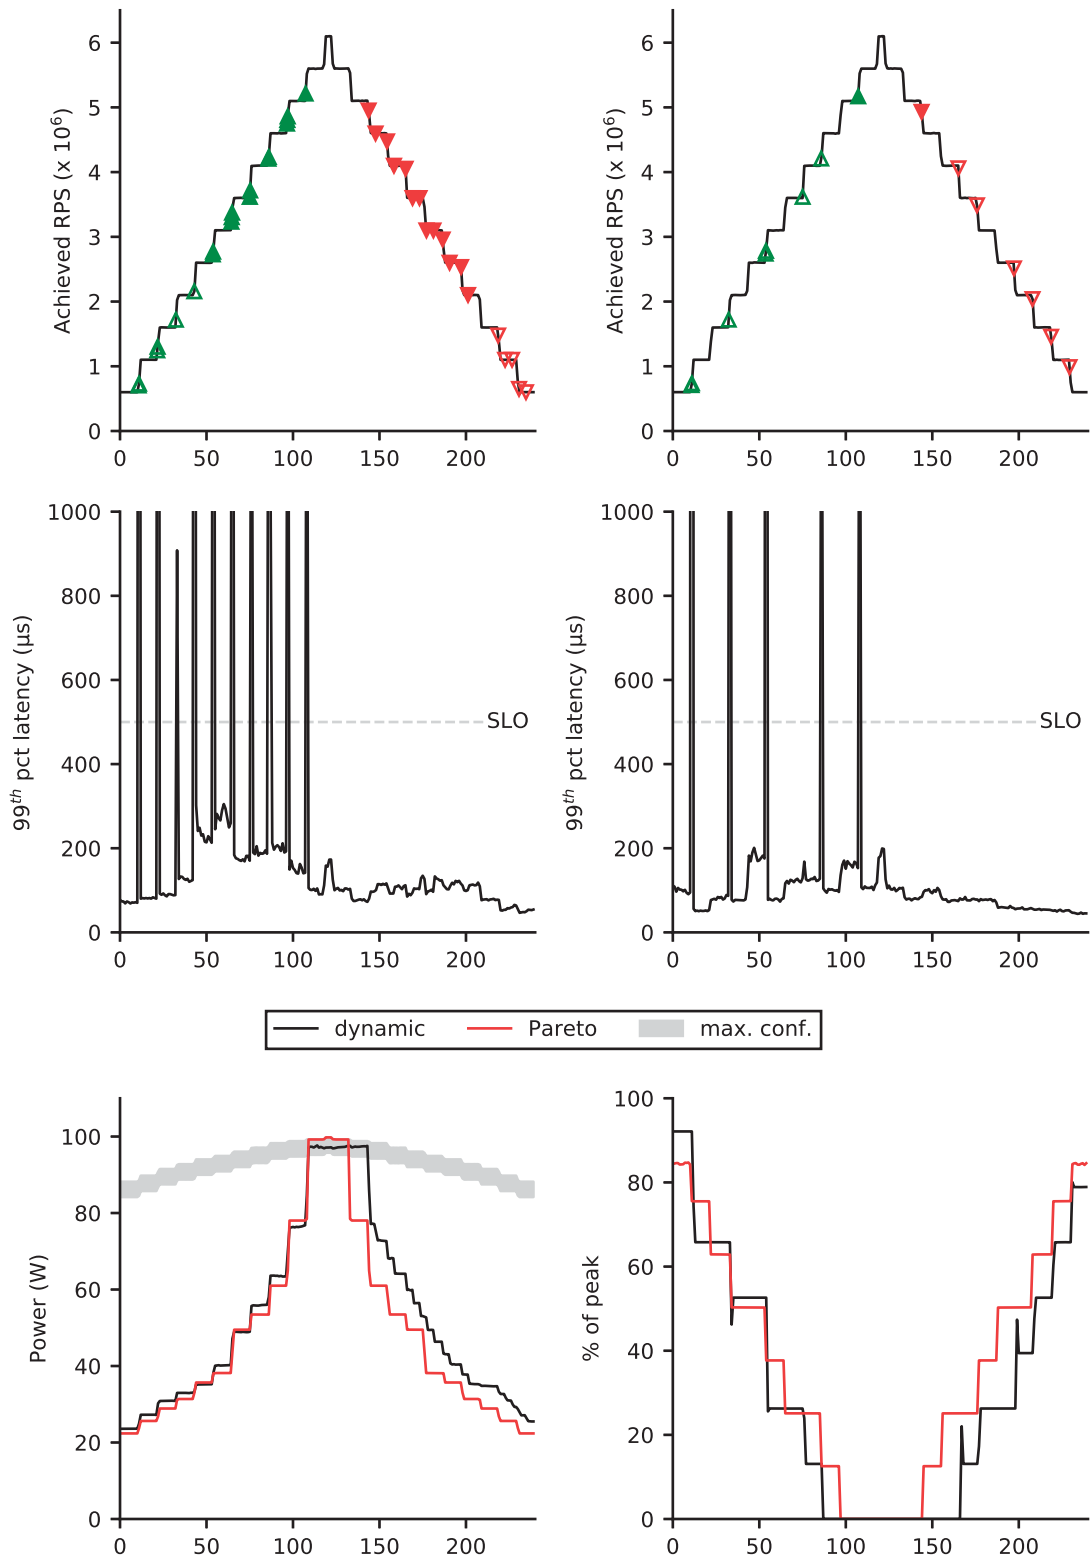 6
5
4
3
2
1
0
Achieved RPS (x 10⁶)
0 50 100 150 200
6
5
4
3
2
1
0
Achieved RPS (x 10⁶)
0 50 100 150 200
1000
800
600
400
200
0
99th pct latency (µs)
SLO
0 50 100 150 200
1000
800
600
400
200
0
99th pct latency (µs)
SLO
0 50 100 150 200
dynamic Pareto max. conf.
100
80
60
40
20
0
Power (W)
0 50 100 150 200
100
80
60
40
20
0
% of peak
0 50 100 150 200